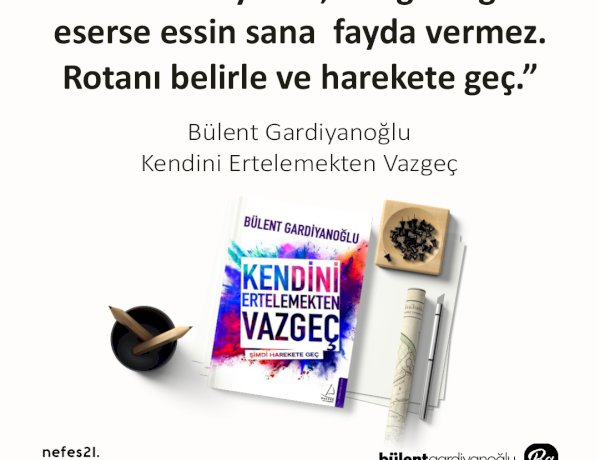 eserse essin sana fayda vermez.
Rotanı belirle ve harekete geç.”
Bülent Gardiyanoğlu
Kendini Ertelemekten Vazgeç
BÜLENT GARDİYANOĞLU
KENDİNİ
ERTELEMEKTEN
VAZGEÇ
ŞİMDİ HAREKETE GEÇ
nefes21.
bülentgardiyanoğlu
Bg